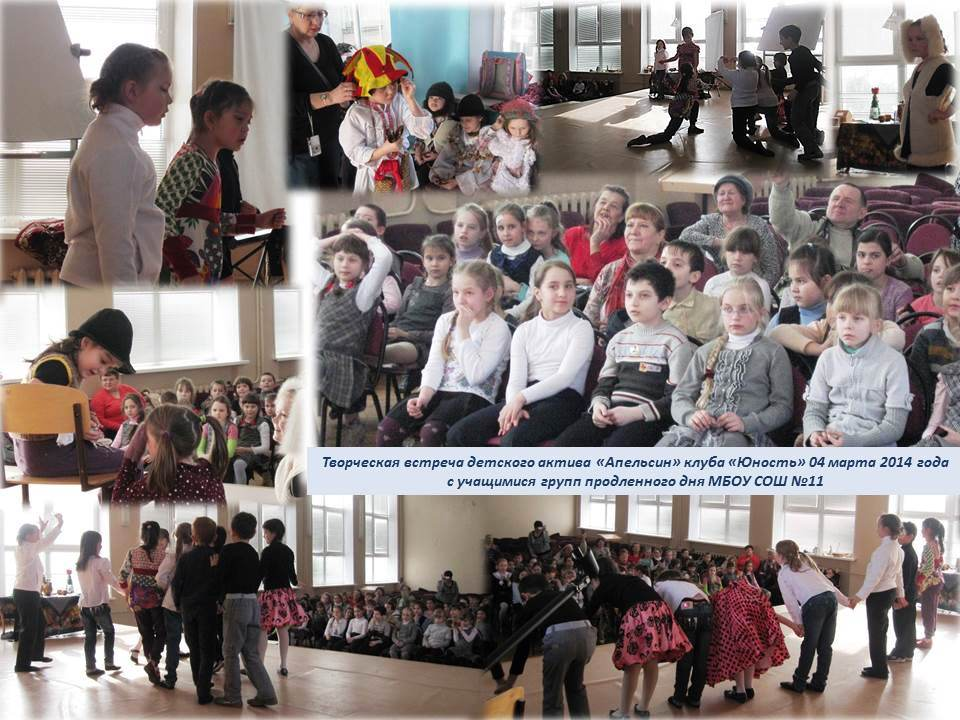 Творческая встреча детского актива «Апельсин» клуба «Юность» 04 марта 2014 года
с учащимися групп продленного дня МБОУ СОШ №11